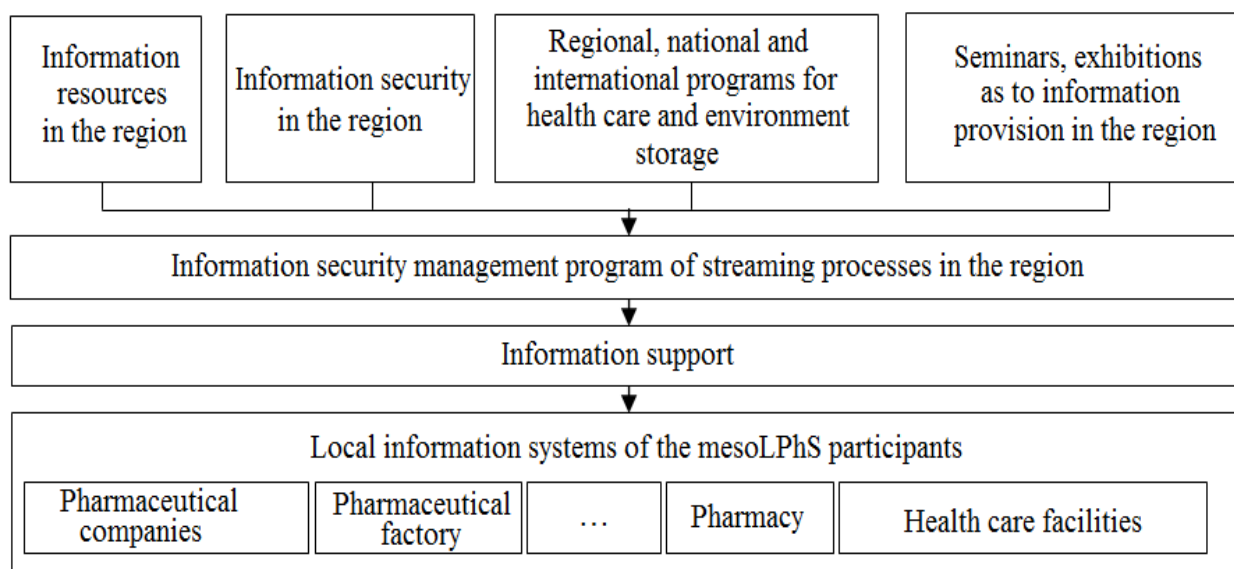 Information
resources
in the region
Information security
in the region
Regional, national and
international programs for
health care and environment
storage
Seminars, exhibitions
as to information
provision in the region
Information security management program of streaming processes in the region
Information support
Local information systems of the mesoLPhS participants
Pharmaceutical
companies
Pharmaceutical
factory
…
Pharmacy
Health care facilities